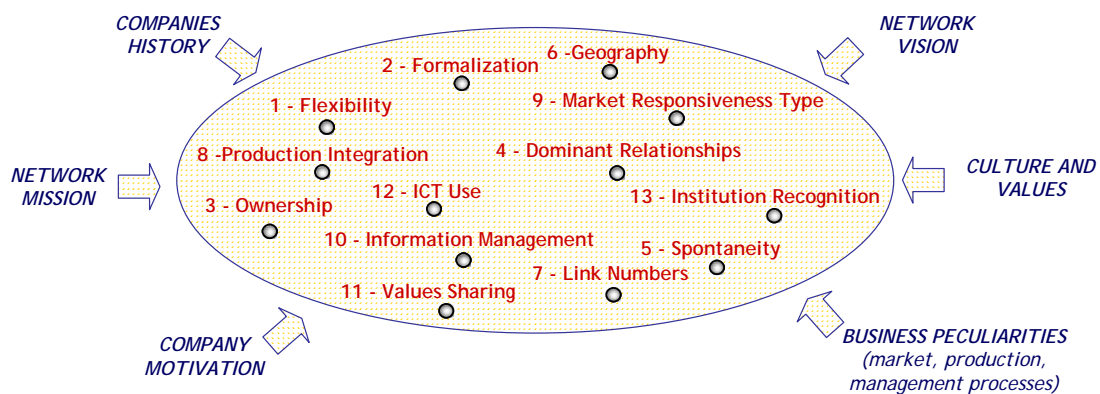 COMPANIES
HISTORY
NETWORK
VISION
6 -Geography
2 - Formalization
9 - Market Responsiveness Type
1 - Flexibility
8 -Production Integration
4 - Dominant Relationships
NETWORK
MISSION
CULTURE AND
VALUES
12 - ICT Use
13 - Institution Recognition
3 - Ownership
10 - Information Management
5 - Spontaneity
7 - Link Numbers
11 - Values Sharing
COMPANY
MOTIVATION
BUSINESS PECULIARITIES
(market, production,
management processes)